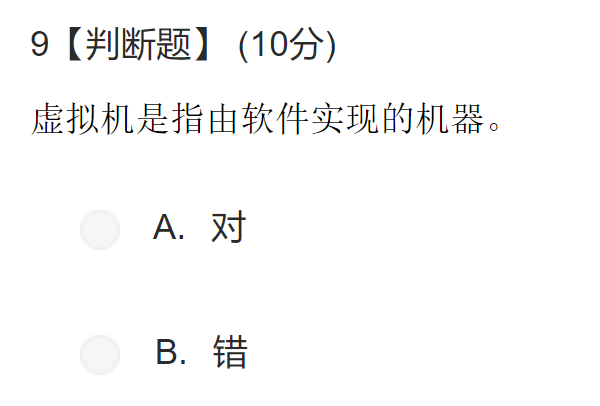 9【判断题】 (10分)
虚拟机是指由软件实现的机器。
A. 对
B. 错